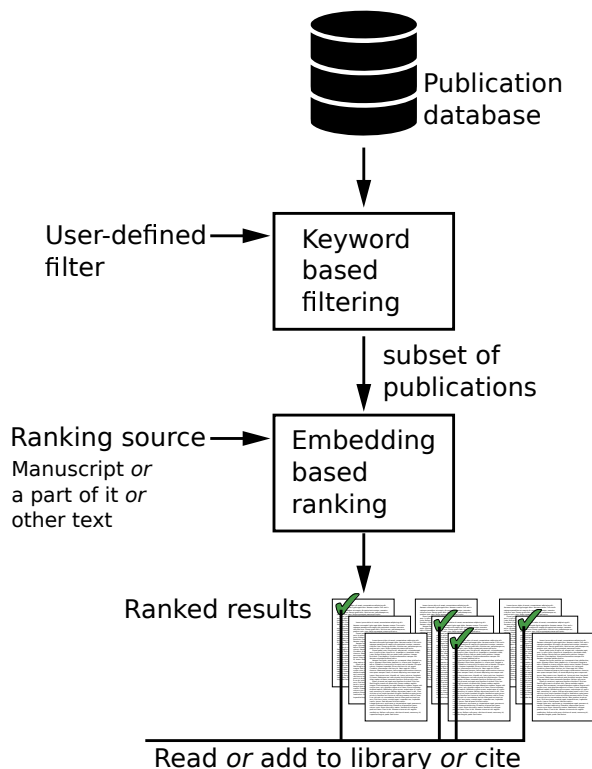 Publication
database
User-defined
filter
Keyword
based
filtering
subset of
publications
Ranking source
Manuscript or
a part of it or
other text
Embedding
based
ranking
Ranked results
Read or add to library or cite